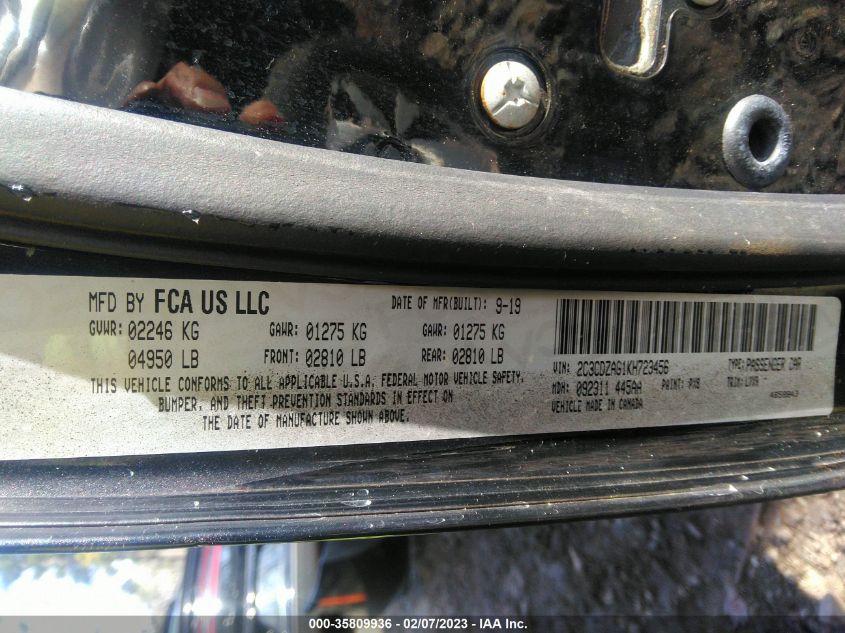 MFD BY FCA US LLC
DATE OF MFR(BUILT): 9-19
GVWR: 02246 KG GAWR: 01275 KG GAWR: 01275 KG
04950 LB FRONT: 02810 LB REAR: 02810 LB
THIS VEHICLE CONFORMS TO ALL APPLICABLE U.S.A. FEDERAL MOTOR VEHICLE SAFETY,
BUMPER, AND THEFT PREVENTION STANDARDS IN EFFECT ON
THE DATE OF MANUFACTURE SHOWN ABOVE.
VIN: 2C3CDZAG1KH723456 TYPE: PASSENGER CAR
MDH: 092311 445AA PAINT: TRIM:
VEHICLE MADE IN CANADA
000-35809936 - 02/07/2023 - IAA Inc.